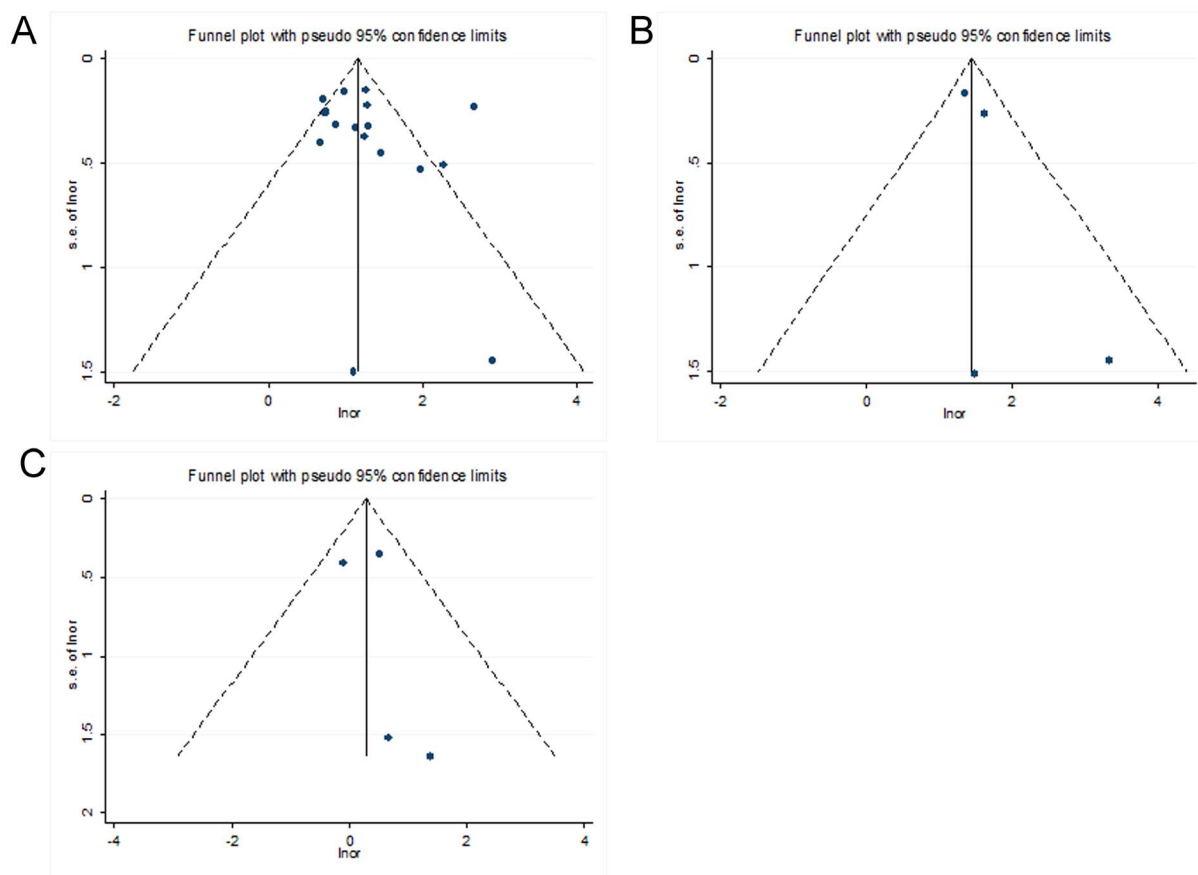 A
Funnel plot with pseudo 95% confidence limits
0
.5
1
1.5
s.e. of lnor
-2
0
2
4
lnor
B
Funnel plot with pseudo 95% confidence limits
0
.5
1
1.5
s.e. of lnor
-2
0
2
4
lnor
C
Funnel plot with pseudo 95% confidence limits
0
.5
1
1.5
2
s.e. of lnor
-4
-2
0
2
4
lnor